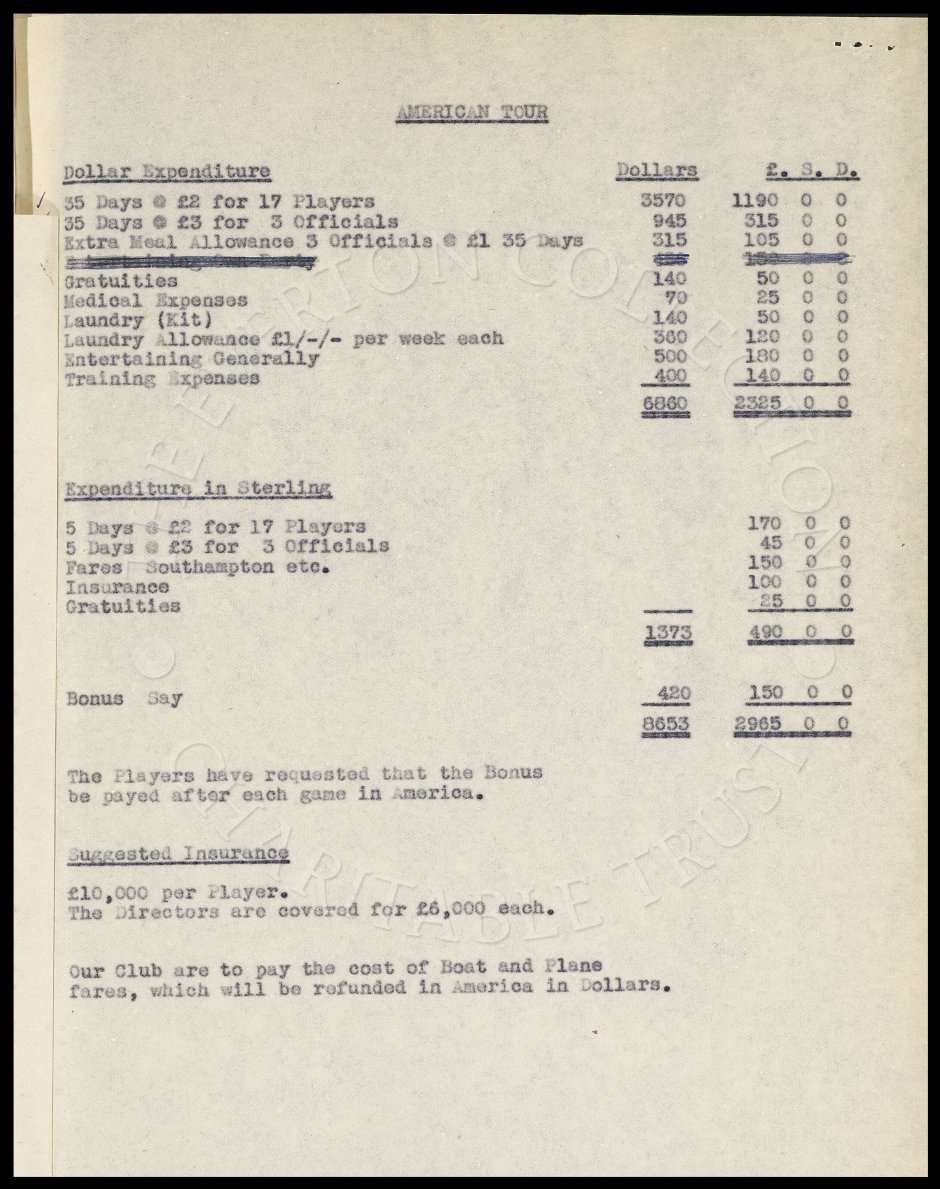 AMERICAN TOUR
Dollar Expenditure Dollars £. S. D.
35 Days @ £2 for 17 Players 3570 1190 0 0
35 Days @ £3 for 3 Officials 945 315 0 0
Extra Meal Allowance 3 Officials @ £1 35 Days 315 105 0 0
Gratuities 140 50 0 0
Medical Expenses 70 25 0 0
Laundry (Kit) 140 50 0 0
Laundry Allowance £1/-/- per week each 360 120 0 0
Entertaining Generally 500 180 0 0
Training Expenses 400 140 0 0
6860 2325 0 0
Expenditure in Sterling
5 Days @ £2 for 17 Players 170 0 0
5 Days @ £3 for 3 Officials 45 0 0
Fares Southampton etc. 150 0 0
Insurance 100 0 0
Gratuities 25 0 0
1373 490 0 0
Bonus Say 420 150 0 0
8653 2965 0 0
The Players have requested that the Bonus
be payed after each game in America.
Suggested Insurance
£10,000 per Player.
The Directors are covered for £6,000 each.
Our Club are to pay the cost of Boat and Plane
fares, which will be refunded in America in Dollars.
THE EVERTON COLLECTION
CHARITABLE TRUST